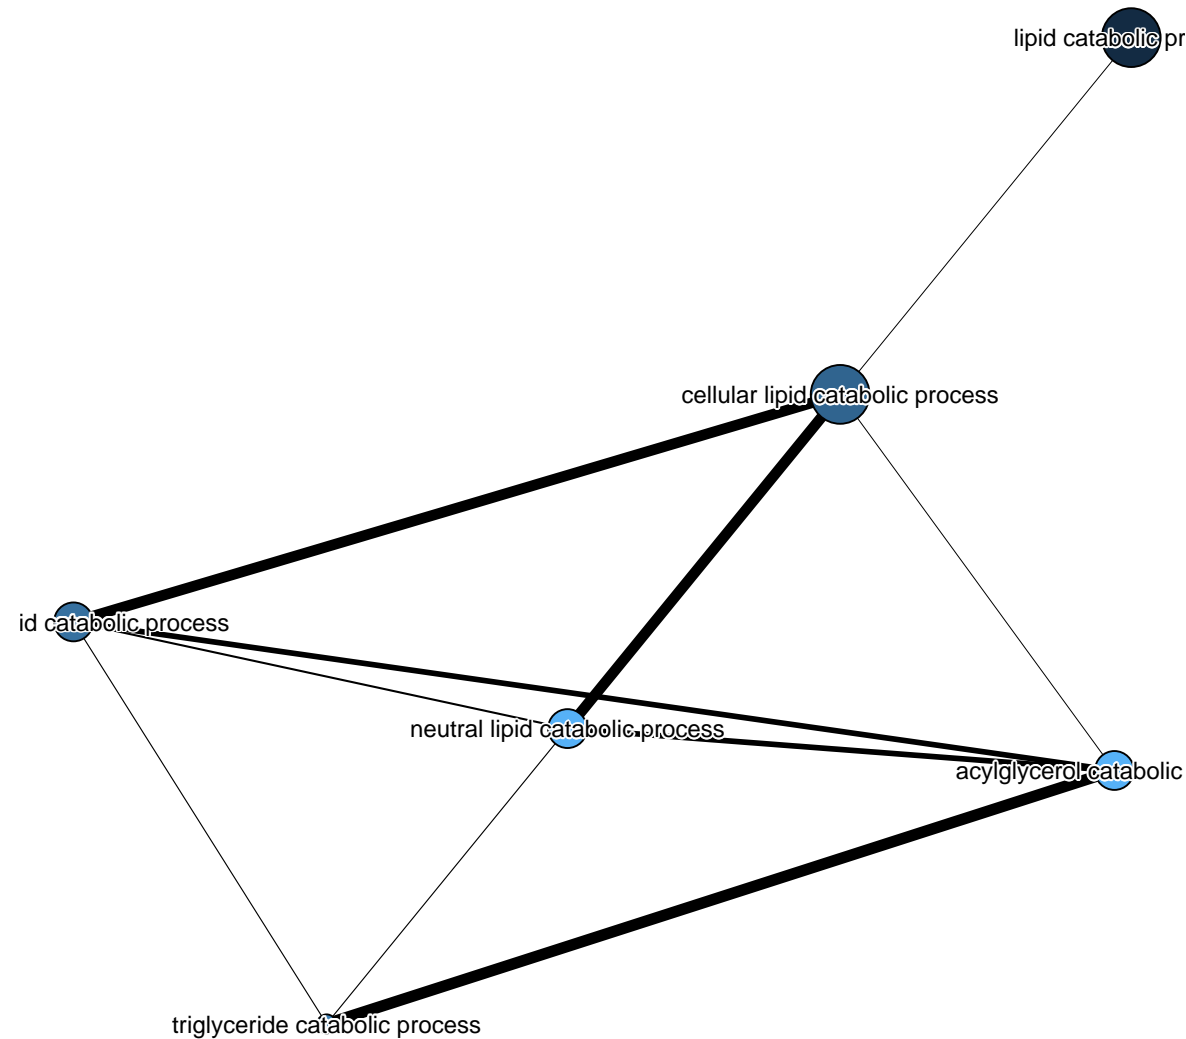 lipid catabolic pr
cellular lipid catabolic process
id catabolic process
neutral lipid catabolic process
acylglycerol catabolic
triglyceride catabolic process